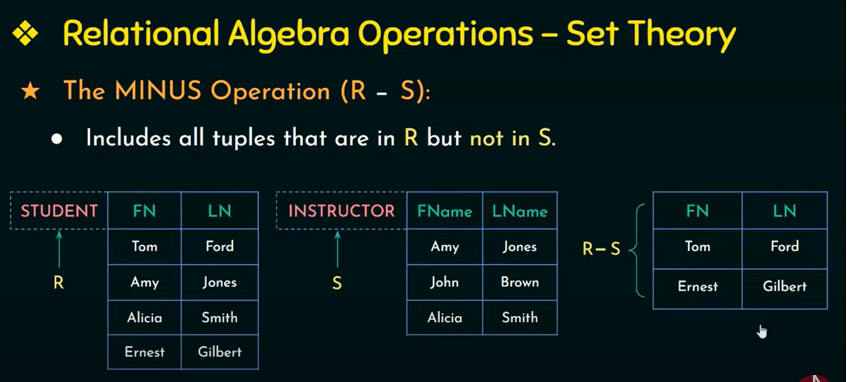 ❖ Relational Algebra Operations – Set Theory
★ The MINUS Operation (R – S):
● Includes all tuples that are in R but not in S.
STUDENT FN LN
Tom Ford
Amy Jones
Alicia Smith
Ernest Gilbert
R
INSTRUCTOR FName LName
Amy Jones
John Brown
Alicia Smith
S
R – S
FN LN
Tom Ford
Ernest Gilbert